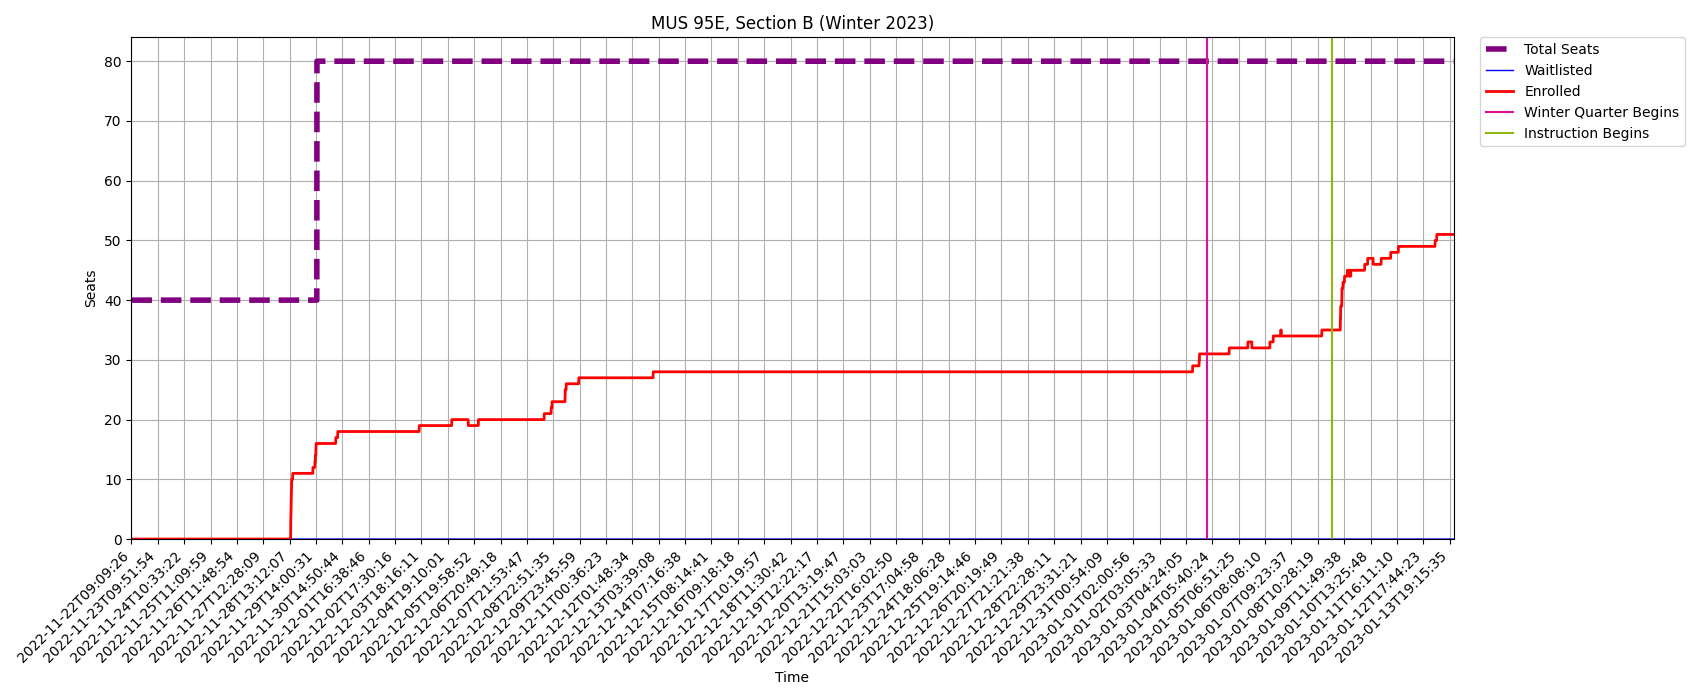 MUS 95E, Section B (Winter 2023)
Total Seats
Waitlisted
Enrolled
Winter Quarter Begins
Instruction Begins
Seats
80
70
60
50
40
30
20
10
0
2022-11-22T09:09:26
2022-11-23T09:51:54
2022-11-24T10:33:22
2022-11-25T11:09:59
2022-11-26T11:48:54
2022-11-27T12:28:09
2022-11-28T13:12:07
2022-11-29T14:00:31
2022-11-30T14:50:44
2022-12-01T16:38:46
2022-12-02T17:30:16
2022-12-03T18:16:11
2022-12-04T19:10:01
2022-12-05T19:58:52
2022-12-06T20:49:18
2022-12-07T21:53:47
2022-12-08T22:51:35
2022-12-09T23:45:59
2022-12-11T00:36:23
2022-12-12T01:48:34
2022-12-13T03:39:08
2022-12-14T07:16:38
2022-12-15T08:14:41
2022-12-16T09:18:18
2022-12-17T10:19:57
2022-12-18T11:30:42
2022-12-19T12:22:17
2022-12-20T13:19:47
2022-12-21T15:03:03
2022-12-22T16:02:50
2022-12-23T17:04:58
2022-12-24T18:06:28
2022-12-25T19:14:46
2022-12-26T20:19:49
2022-12-27T21:21:38
2022-12-28T22:28:11
2022-12-29T23:31:21
2022-12-31T00:54:09
2023-01-01T02:00:56
2023-01-02T03:05:33
2023-01-03T04:24:05
2023-01-04T05:40:24
2023-01-05T06:51:25
2023-01-06T08:08:10
2023-01-07T09:23:37
2023-01-08T10:28:19
2023-01-09T11:49:38
2023-01-10T13:25:48
2023-01-11T16:11:10
2023-01-12T17:44:23
2023-01-13T19:15:35
Time